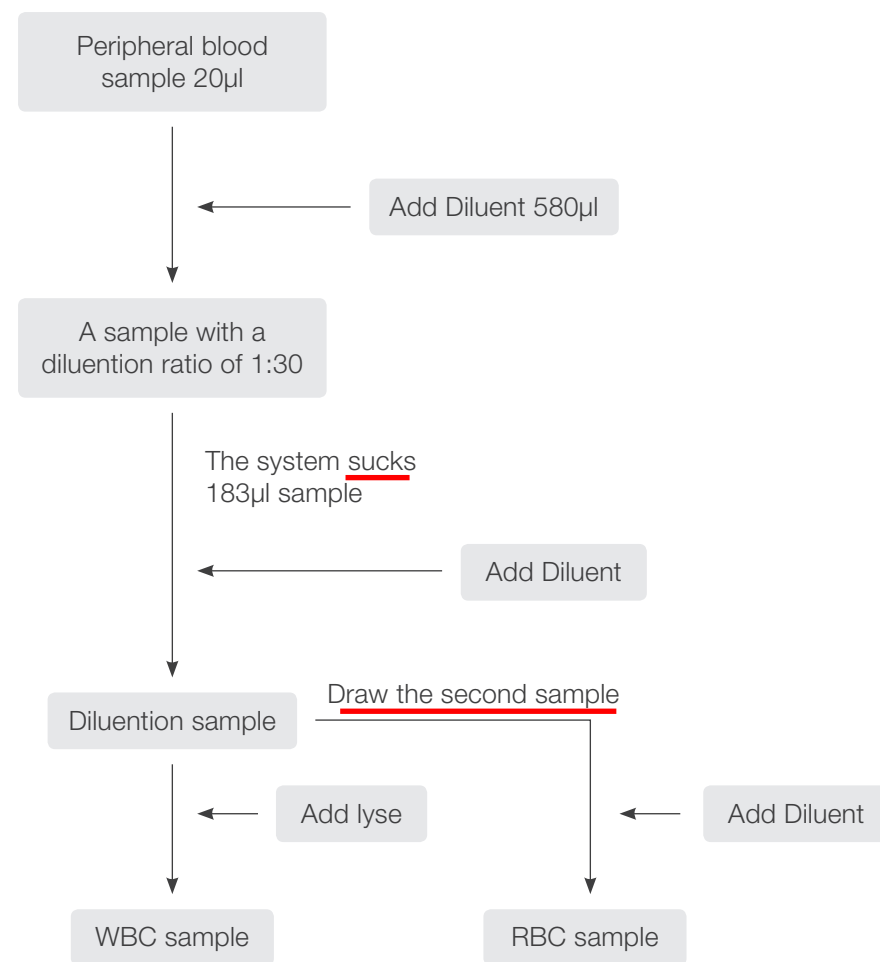 Peripheral blood
sample 20µl
Add Diluent 580µl
A sample with a
diluention ratio of 1:30
The system sucks
183µl sample
Add Diluent
Draw the second sample
Diluention sample
Add lyse
Add Diluent
WBC sample
RBC sample